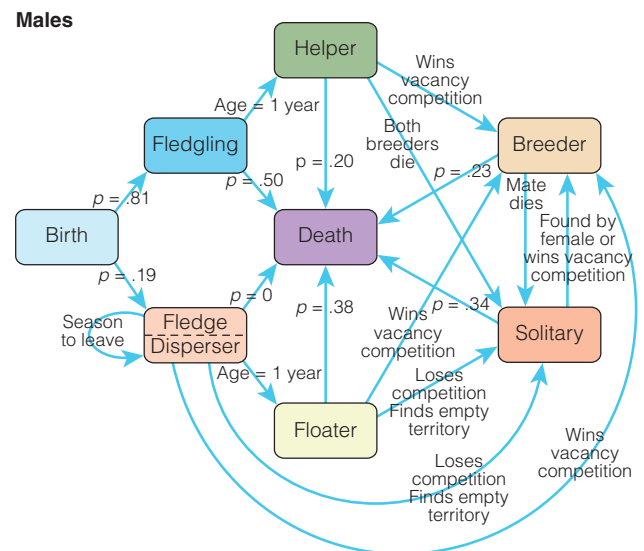 Males
Helper
Wins
vacancy
competition
Age = 1 year
Both
breeders
die
Fledgling
Breeder
p = .20
p = .50
p = .23
p = .81
Mate
dies
Found by
female or
wins vacancy
competition
Birth
Death
p = .19
p = 0
p = .38
p = .34
Season
to leave
Fledge
Disperser
Wins
vacancy
competition
Solitary
Age = 1 year
Loses
competition
Finds empty
territory
Floater
Wins
vacancy
competition
Loses
competition
Finds empty
territory